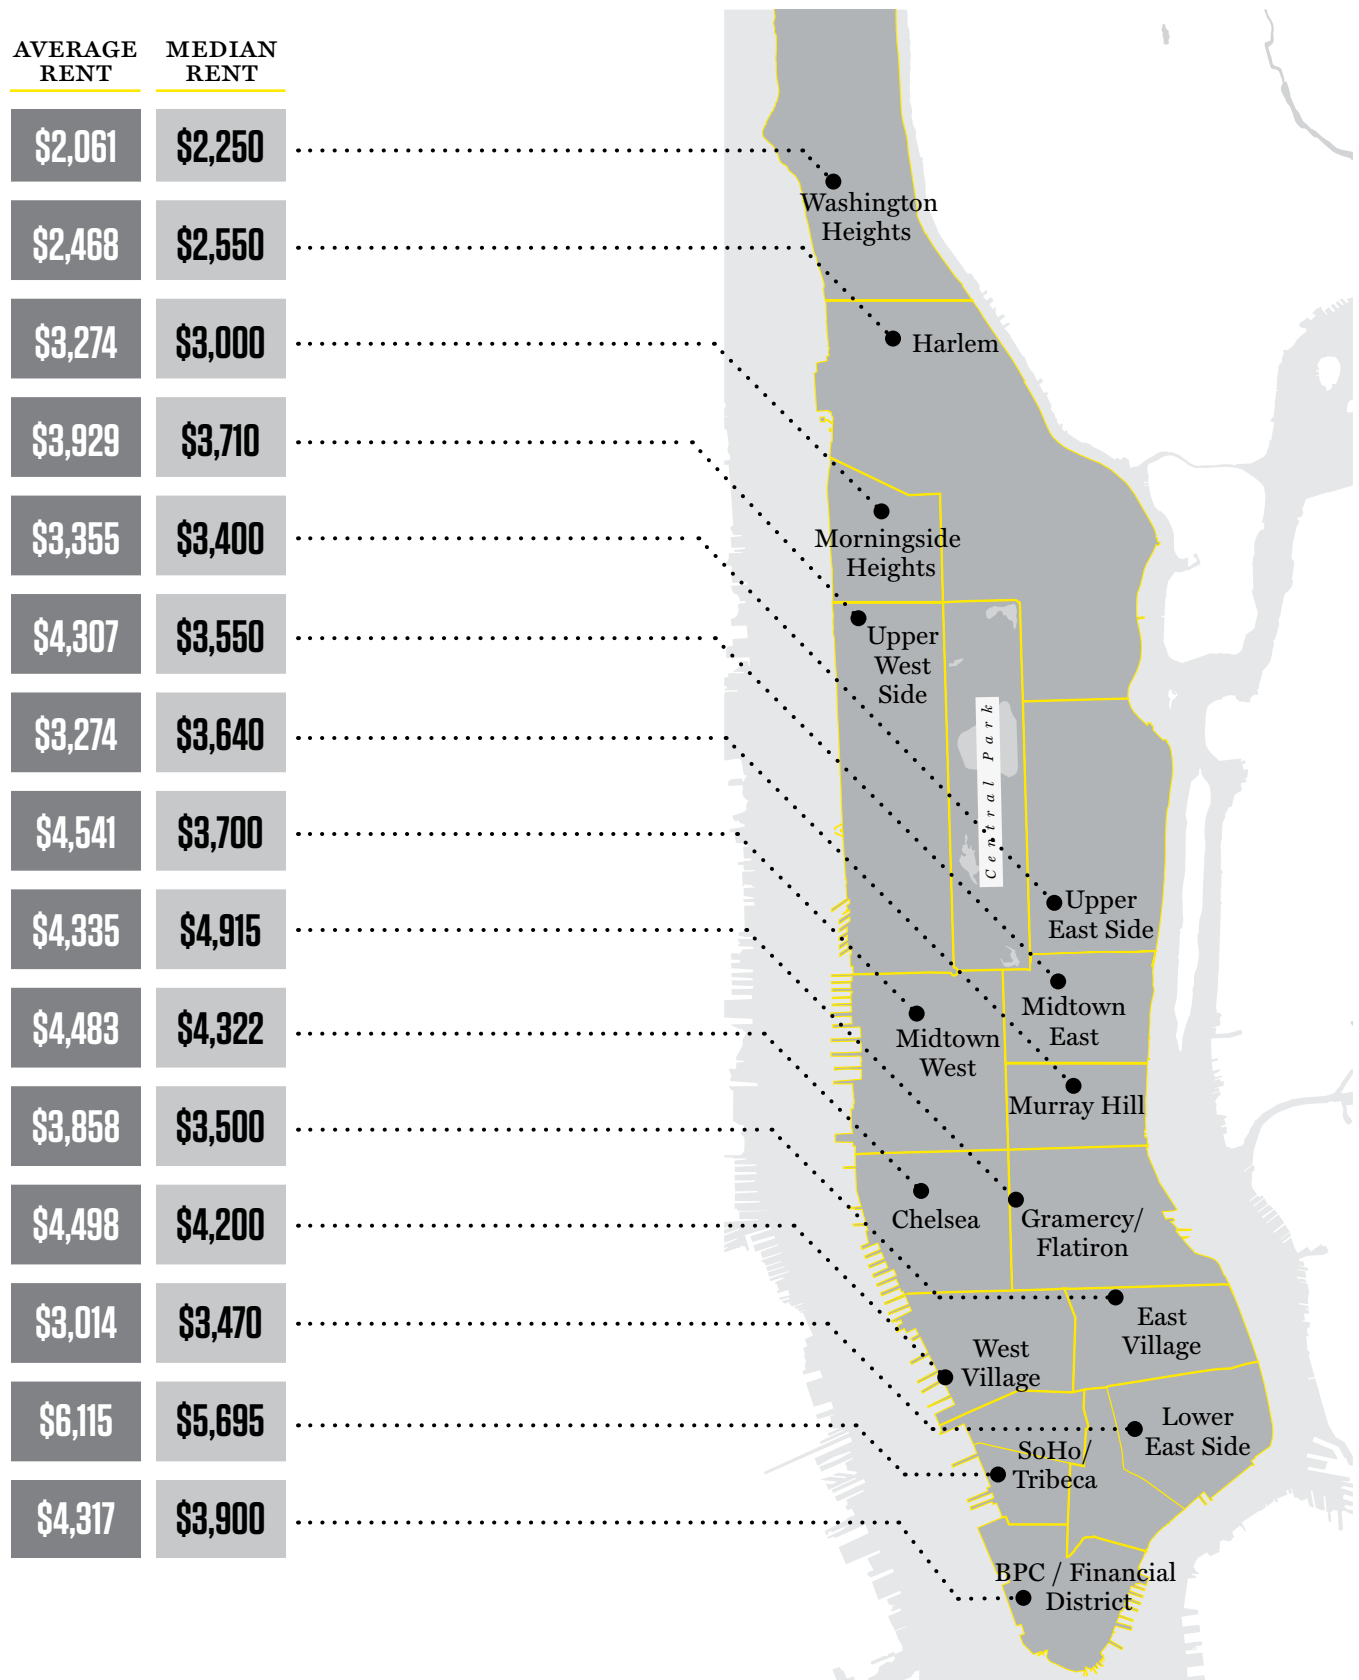 AVERAGE
RENT
MEDIAN
RENT
$2,061 $2,250
$2,468 $2,550
$3,274 $3,000
$3,929 $3,710
$3,355 $3,400
$4,307 $3,550
$3,274 $3,640
$4,541 $3,700
$4,335 $4,915
$4,483 $4,322
$3,858 $3,500
$4,498 $4,200
$3,014 $3,470
$6,115 $5,695
$4,317 $3,900
Washington
Heights
Harlem
Morningside
Heights
Upper
West
Side
Central Park
Upper
East Side
Midtown
East
Midtown
West
Murray Hill
Chelsea
Gramercy/
Flatiron
East
Village
West
Village
Lower
East Side
SoHo/
Tribeca
BPC / Financial
District